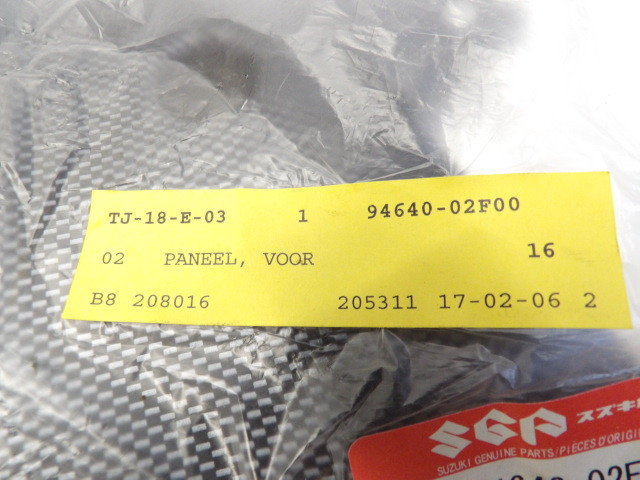 TJ-18-E-03 1 94640-02F00
02 PANEEL, VOOR 16
B8 208016 205311 17-02-06 2
SGP スズキ
SUZUKI GENUINE PARTS/PIÈCES D'ORIGI